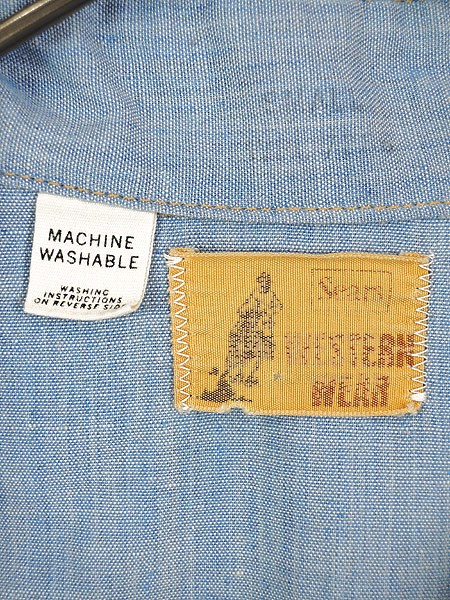 MACHINE
WASHABLE
WASHING
INSTRUCTIONS
ON REVERSE SIDE
Sears
WESTERN
WEAR